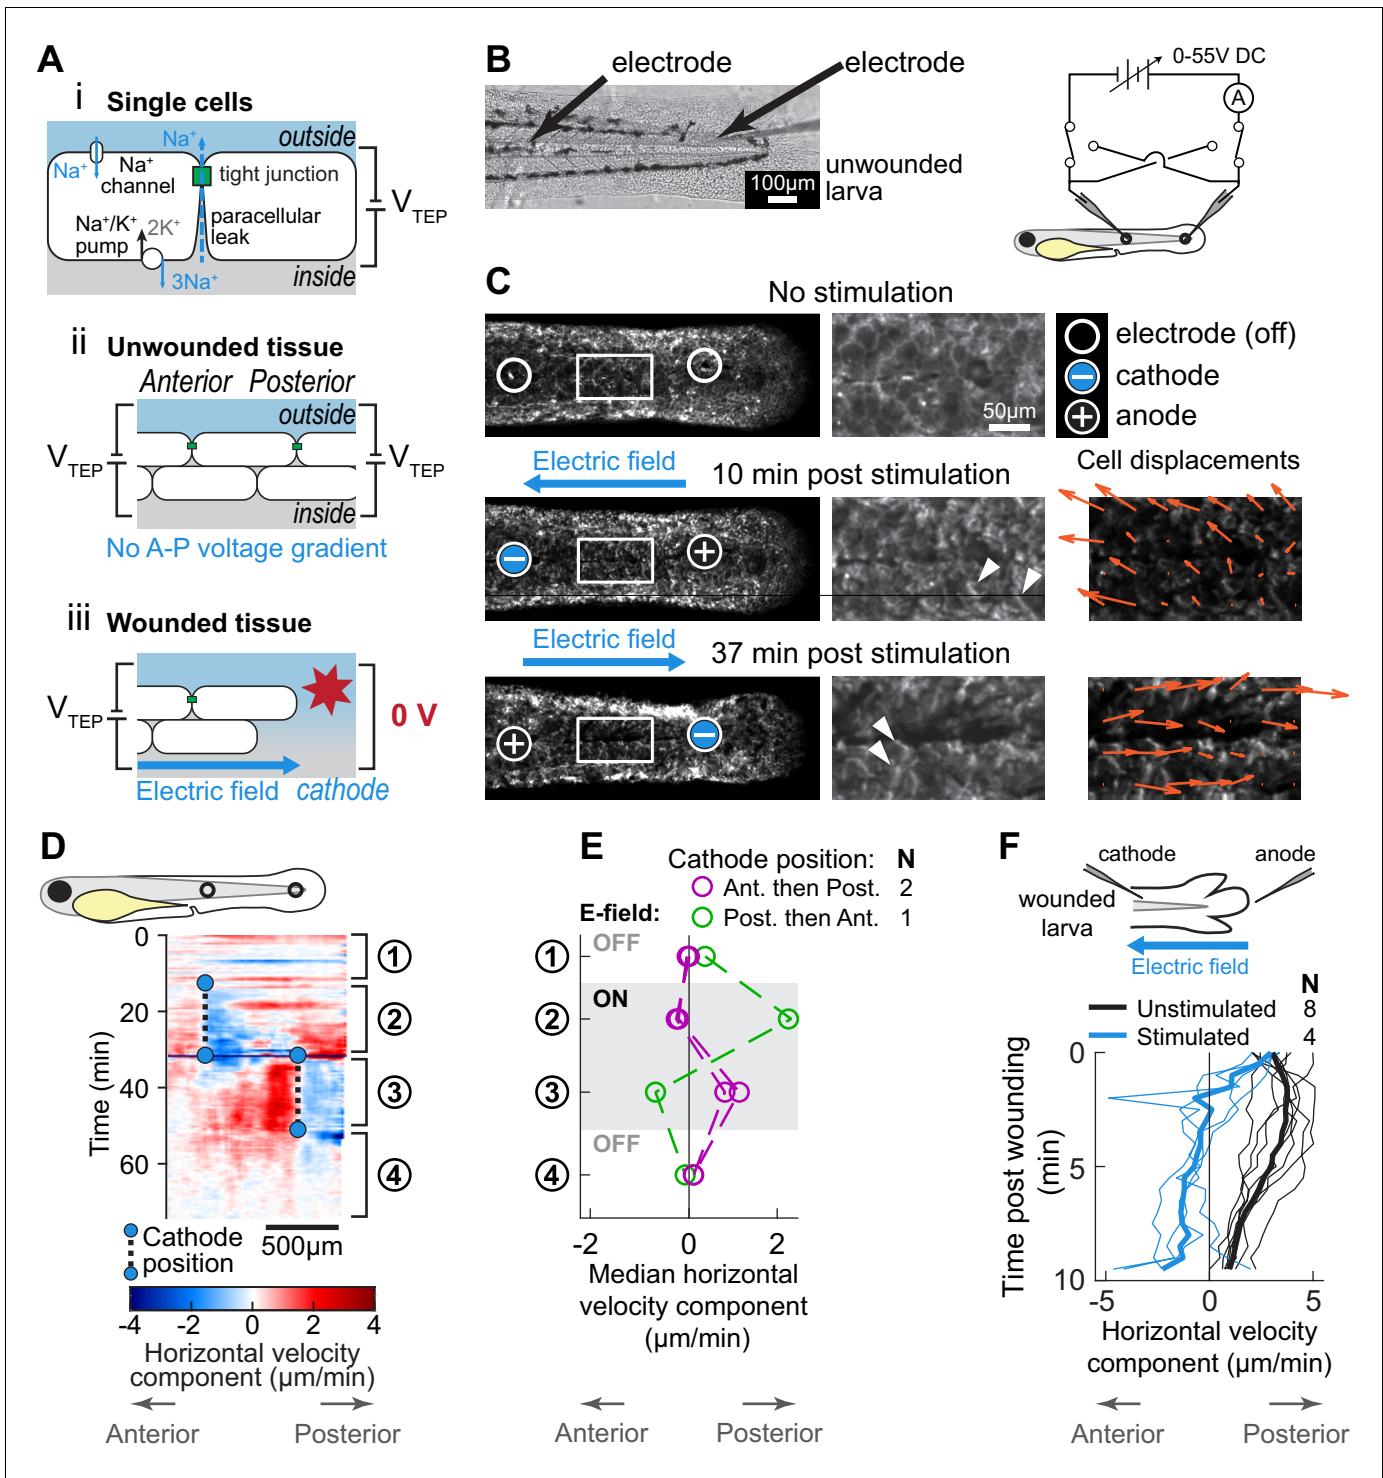 A
i Single cells
outside
Na⁺
Na⁺
Na⁺
channel
tight junction
V_TEP
Na⁺/K⁺
pump
2K⁺
paracellular
leak
3Na⁺
inside
ii Unwounded tissue
Anterior Posterior
outside
V_TEP
V_TEP
inside
No A-P voltage gradient
iii Wounded tissue
V_TEP
0 V
Electric field cathode
B
electrode
electrode
unwounded
larva
100µm
0-55V DC
A
C
No stimulation
50µm
electrode (off)
cathode
anode
Electric field
10 min post stimulation
Cell displacements
Electric field
37 min post stimulation
D
0
20
40
60
Time (min)
1
2
3
4
Cathode
position
500µm
-4 -2 0 2 4
Horizontal velocity
component (µm/min)
Anterior
Posterior
E
Cathode position: N
Ant. then Post. 2
Post. then Ant. 1
E-field:
OFF
ON
OFF
1
2
3
4
-2 0 2
Median horizontal
velocity component
(µm/min)
Anterior
Posterior
F
cathode
anode
wounded
larva
Electric field
N
Unstimulated 8
Stimulated 4
0
5
10
Time post wounding
(min)
-5 0 5
Horizontal velocity
component (µm/min)
Anterior
Posterior